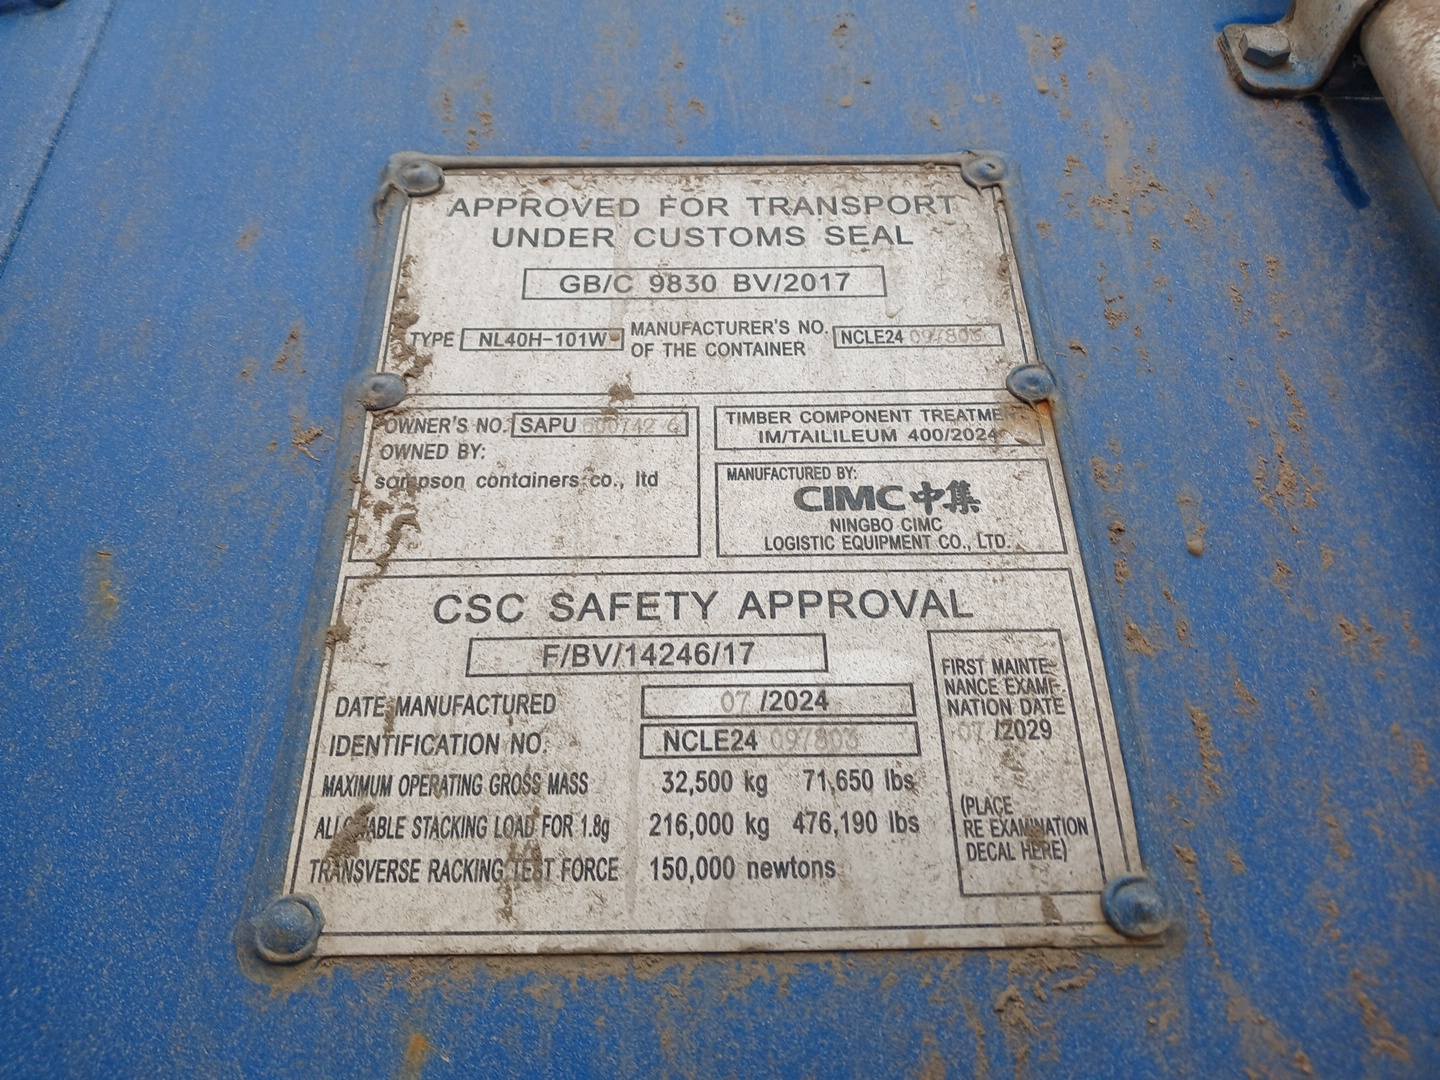 APPROVED FOR TRANSPORT
UNDER CUSTOMS SEAL
GB/C 9830 BV/2017
TYPE NL40H-101W MANUFACTURER'S NO. OF THE CONTAINER NCLE24 097803
OWNER'S NO. SAPU
OWNED BY:
sampson containers co., ltd
TIMBER COMPONENT TREATMENT
IM/TAILILEUM 400/2024
MANUFACTURED BY:
CIMC 中集
NINGBO CIMC
LOGISTIC EQUIPMENT CO., LTD.
CSC SAFETY APPROVAL
F/BV/14246/17
DATE MANUFACTURED 07 /2024
IDENTIFICATION NO. NCLE24 097803
MAXIMUM OPERATING GROSS MASS 32,500 kg 71,650 lbs
ALLOWABLE STACKING LOAD FOR 1.8g 216,000 kg 476,190 lbs
TRANSVERSE RACKING TEST FORCE 150,000 newtons
FIRST MAINTE-
NANCE EXAMI-
NATION DATE
07 /2029
(PLACE
RE EXAMINATION
DECAL HERE)